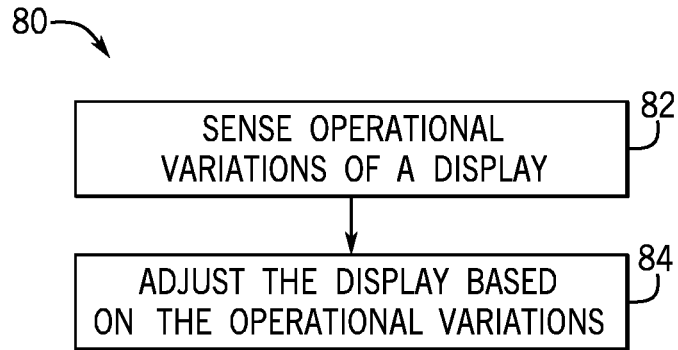 80
82
SENSE OPERATIONAL
VARIATIONS OF A DISPLAY
84
ADJUST THE DISPLAY BASED
ON THE OPERATIONAL VARIATIONS